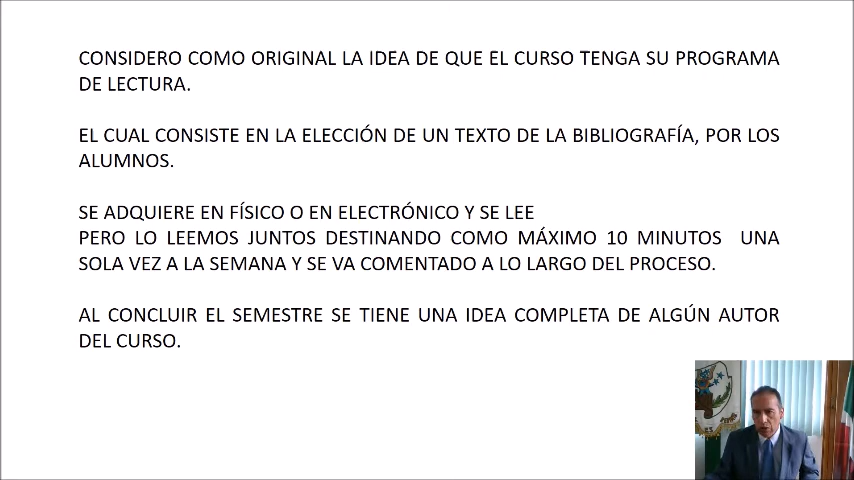 CONSIDERO COMO ORIGINAL LA IDEA DE QUE EL CURSO TENGA SU PROGRAMA
DE LECTURA.
EL CUAL CONSISTE EN LA ELECCIÓN DE UN TEXTO DE LA BIBLIOGRAFÍA, POR LOS
ALUMNOS.
SE ADQUIERE EN FÍSICO O EN ELECTRÓNICO Y SE LEE
PERO LO LEEMOS JUNTOS DESTINANDO COMO MÁXIMO 10 MINUTOS UNA
SOLA VEZ A LA SEMANA Y SE VA COMENTADO A LO LARGO DEL PROCESO.
AL CONCLUIR EL SEMESTRE SE TIENE UNA IDEA COMPLETA DE ALGÚN AUTOR
DEL CURSO.